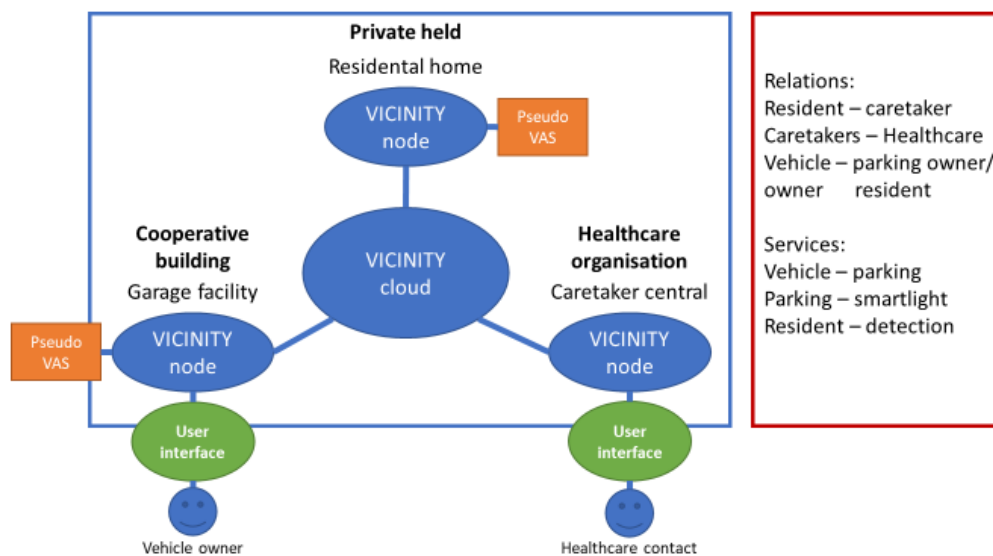 Private held
Residental home
VICINITY
node
Pseudo
VAS
VICINITY
cloud
Cooperative
building
Garage facility
VICINITY
node
Pseudo
VAS
User
interface
Vehicle owner
Healthcare
organisation
Caretaker central
VICINITY
node
User
interface
Healthcare contact
Relations:
Resident – caretaker
Caretakers – Healthcare
Vehicle – parking owner/
owner resident
Services:
Vehicle – parking
Parking – smartlight
Resident – detection